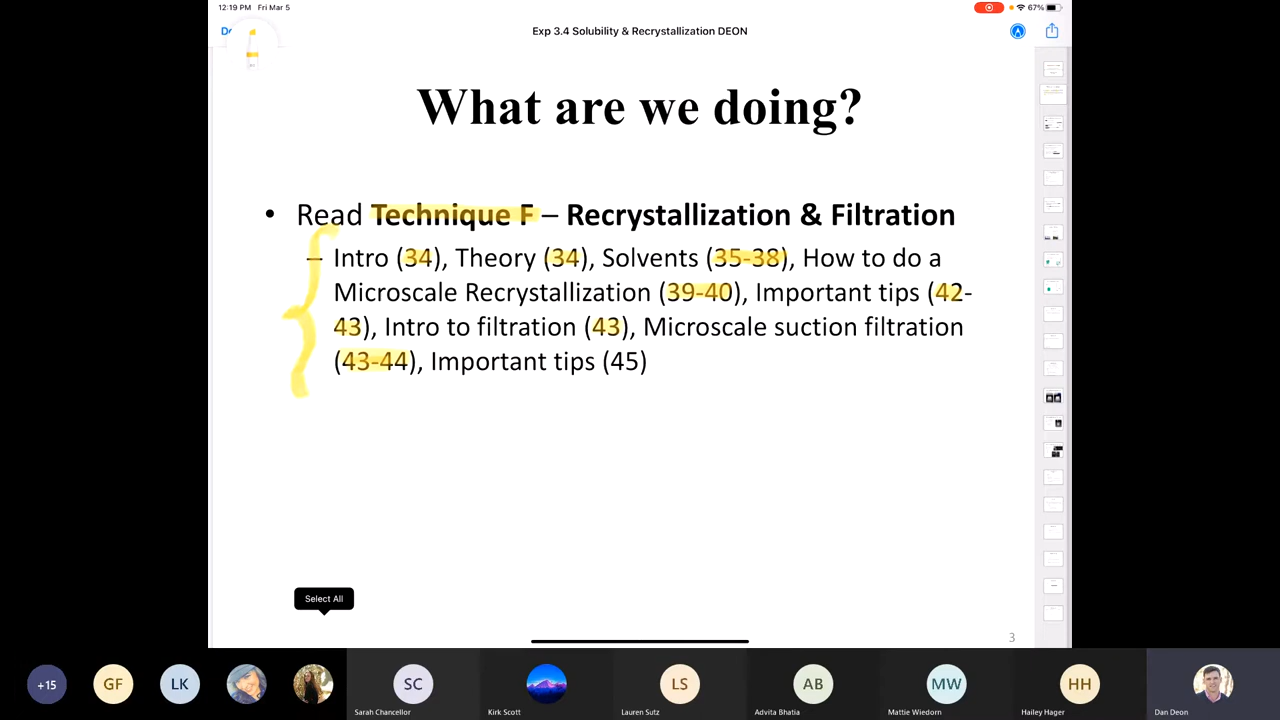 12:19 PM Fri Mar 5
67%
Exp 3.4 Solubility & Recrystallization DEON
What are we doing?
• Read Technique F – Recrystallization & Filtration
– Intro (34), Theory (34), Solvents (35-38), How to do a
Microscale Recrystallization (39-40), Important tips (42-
43), Intro to filtration (43), Microscale suction filtration
(43-44), Important tips (45)
Select All
3
+15
GF
LK
SC
LS
AB
MW
HH
Sarah Chancellor
Kirk Scott
Lauren Sutz
Advita Bhatia
Mattie Wiedorn
Hailey Hager
Dan Deon